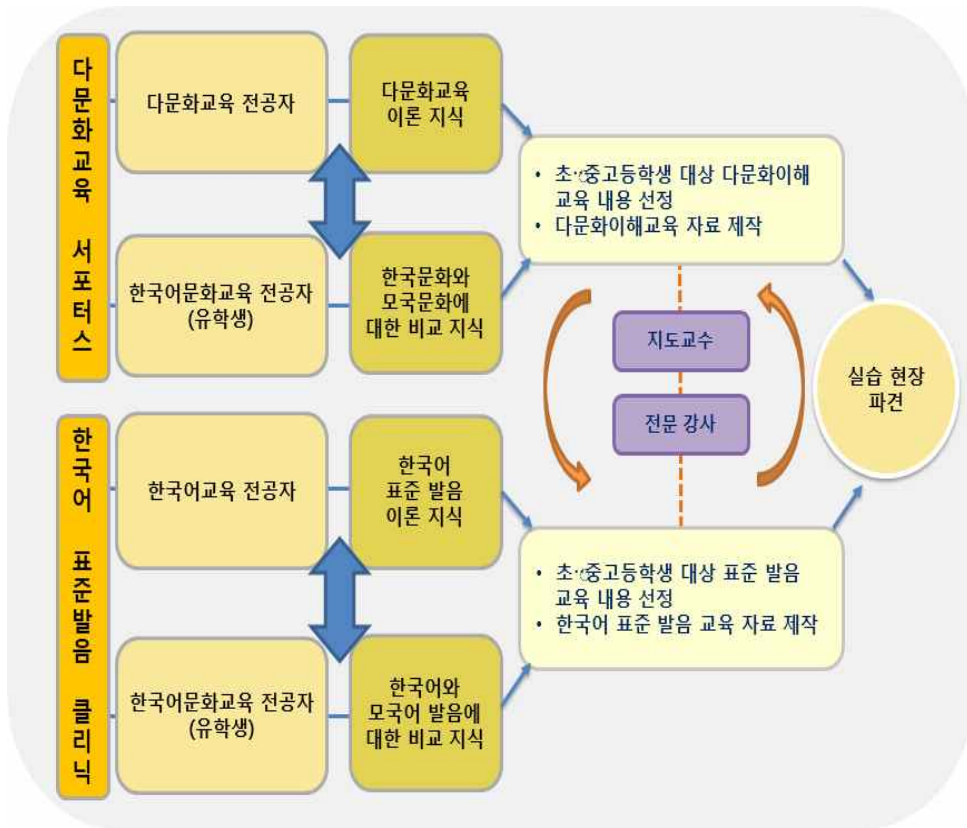 다문화교육 서포터스
다문화교육 전공자
다문화교육
이론 지식
한국어문화교육 전공자
(유학생)
한국문화와
모국문화에
대한 비교 지식
• 초·중고등학생 대상 다문화이해
교육 내용 선정
• 다문화이해교육 자료 제작
지도교수
전문 강사
실습 현장
파견
한국어 표준발음 클리닉
한국어교육 전공자
한국어
표준 발음
이론 지식
한국어문화교육 전공자
(유학생)
한국어와
모국어 발음에
대한 비교 지식
• 초·중고등학생 대상 표준 발음
교육 내용 선정
• 한국어 표준 발음 교육 자료 제작